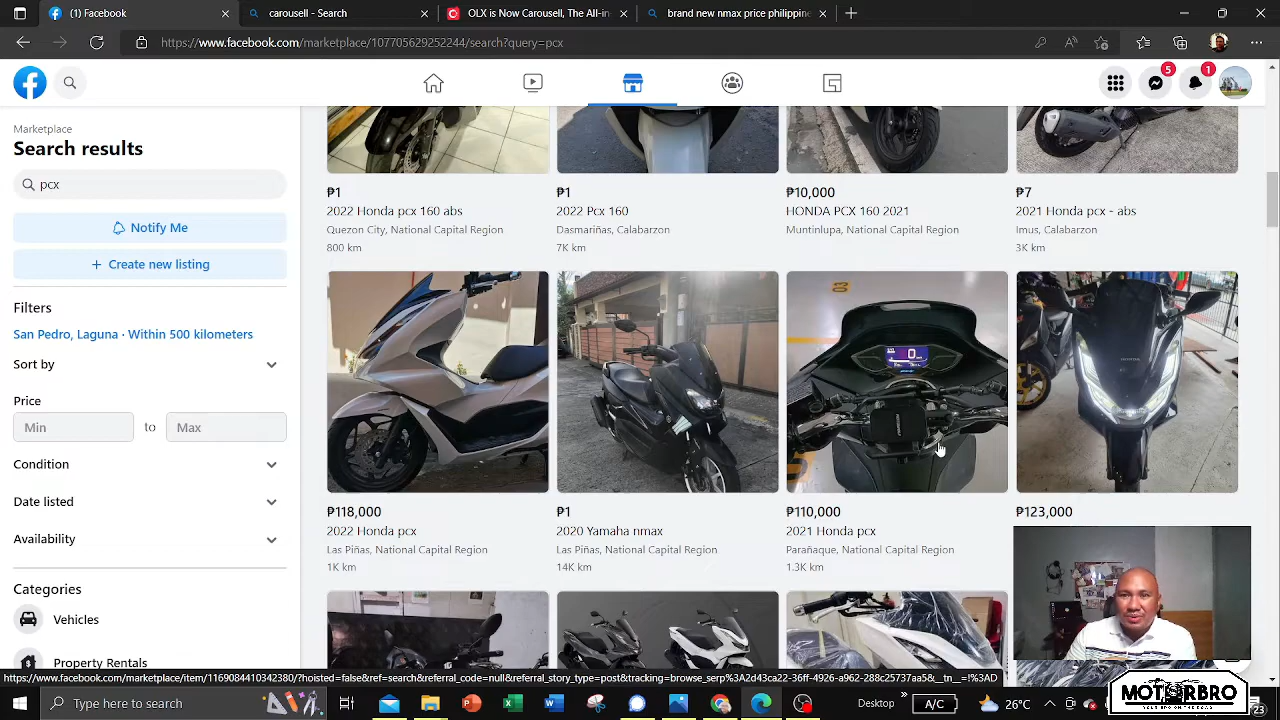 Facebook
carousell - Search
OLX is Now Carousell, The All-in
brand new nmax price philippine
https://www.facebook.com/marketplace/107705629252244/search?query=pcx
5
1
Marketplace
Search results
pcx
Notify Me
+ Create new listing
Filters
San Pedro, Laguna · Within 500 kilometers
Sort by
Price
Min
to
Max
Condition
Date listed
Availability
Categories
Vehicles
Property Rentals
₱1
2022 Honda pcx 160 abs
Quezon City, National Capital Region
800 km
₱1
2022 Pcx 160
Dasmariñas, Calabarzon
7K km
₱10,000
HONDA PCX 160 2021
Muntinlupa, National Capital Region
₱7
2021 Honda pcx - abs
Imus, Calabarzon
3K km
₱118,000
2022 Honda pcx
Las Piñas, National Capital Region
1K km
₱1
2020 Yamaha nmax
Las Piñas, National Capital Region
14K km
₱110,000
2021 Honda pcx
Parañaque, National Capital Region
1.3K km
₱123,000
Type here to search
Desktop
A/C
26°C
MOTORBRO
23